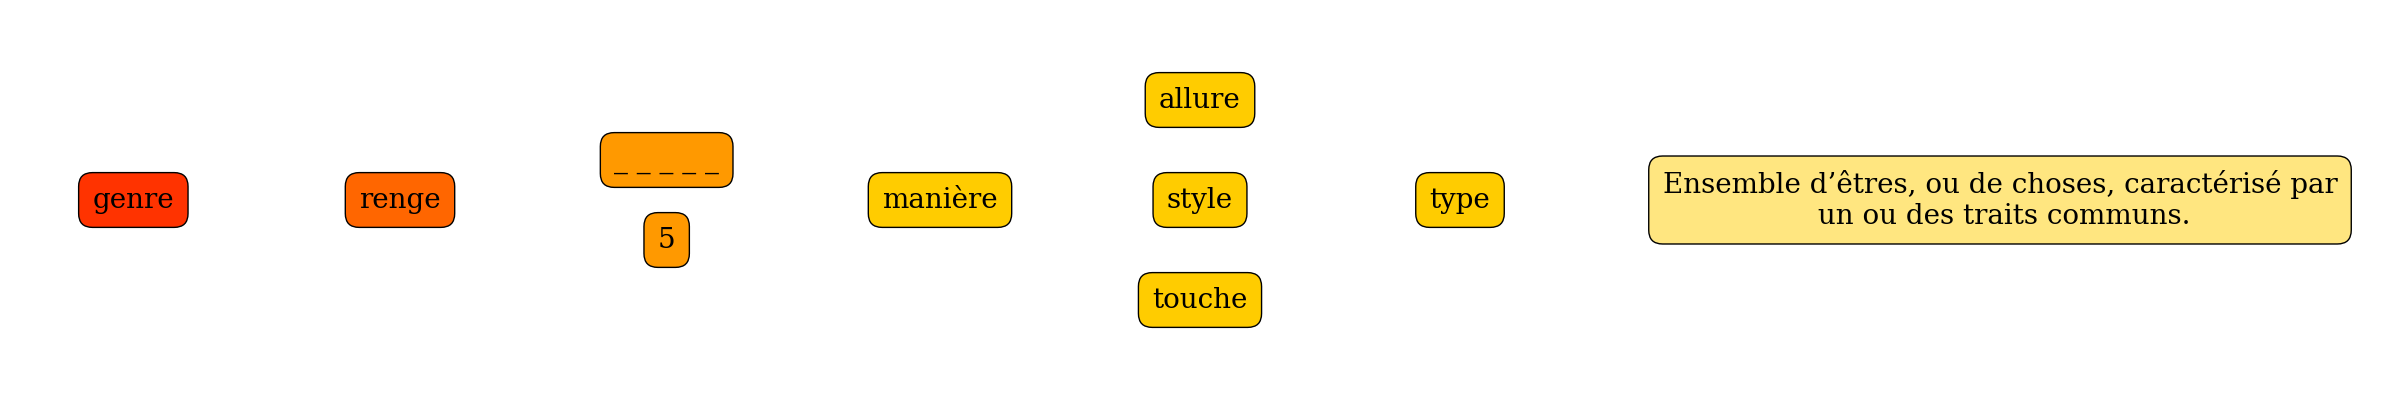 genre
renge
_ _ _ _ _
5
manière
allure
style
touche
type
Ensemble d’êtres, ou de choses, caractérisé par
un ou des traits communs.